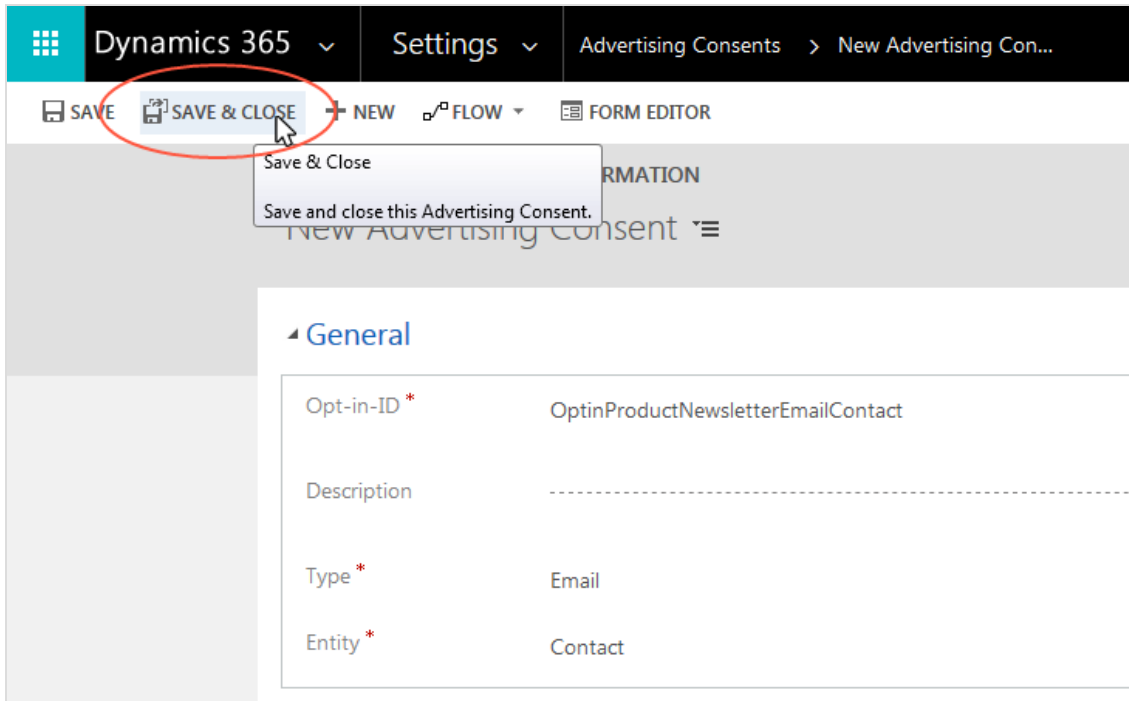 Dynamics 365 Settings Advertising Consents > New Advertising Con...
SAVE SAVE & CLOSE + NEW FLOW FORM EDITOR
Save & Close
RMATION
Save and close this Advertising Consent.
New Advertising Consent
General
Opt-in-ID * OptinProductNewsletterEmailContact
Description
Type * Email
Entity * Contact